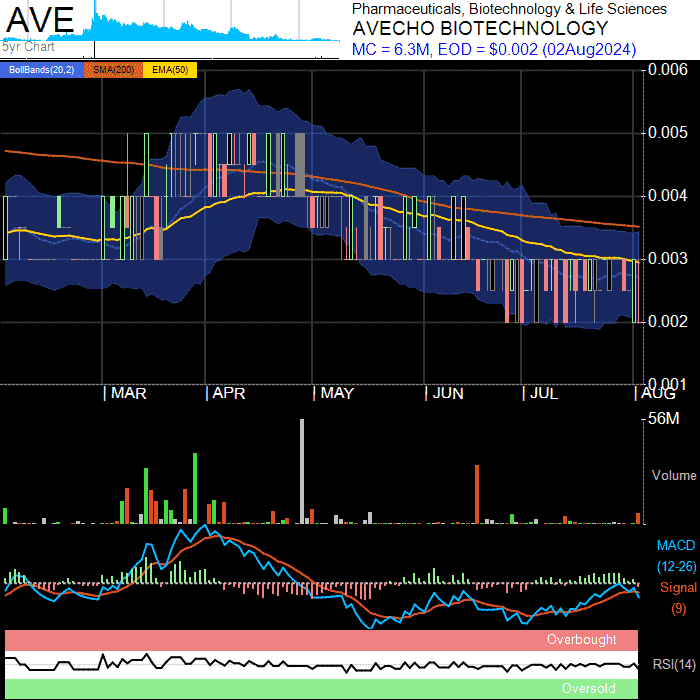 AVE
5yr Chart
Pharmaceuticals, Biotechnology & Life Sciences
AVECHO BIOTECHNOLOGY
MC = 6.3M, EOD = $0.002 (02Aug2024)
BollBands(20,2) SMA(200) EMA(50)
0.006
0.005
0.004
0.003
0.002
0.001
MAR APR MAY JUN JUL AUG
56M
Volume
MACD
(12-26)
Signal
(9)
Overbought
RSI(14)
Oversold